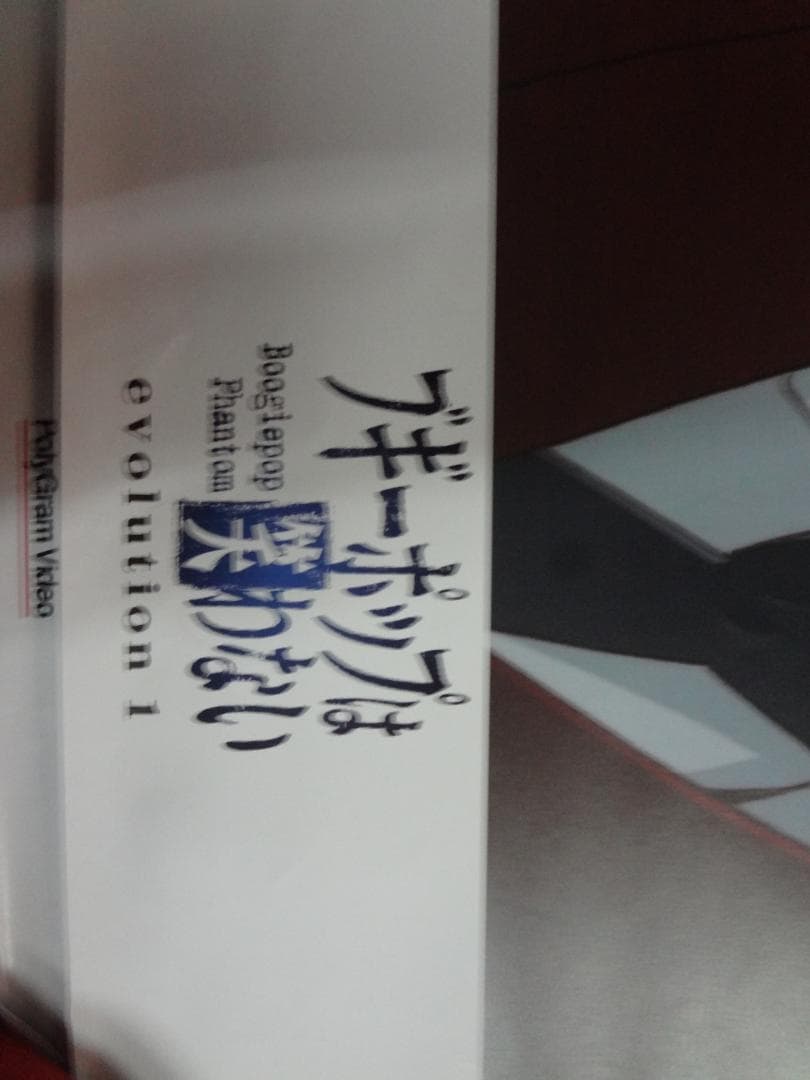 ブギーポップは
笑わない
Boogiepop
Phantom
evolution 1
PolyGram Video